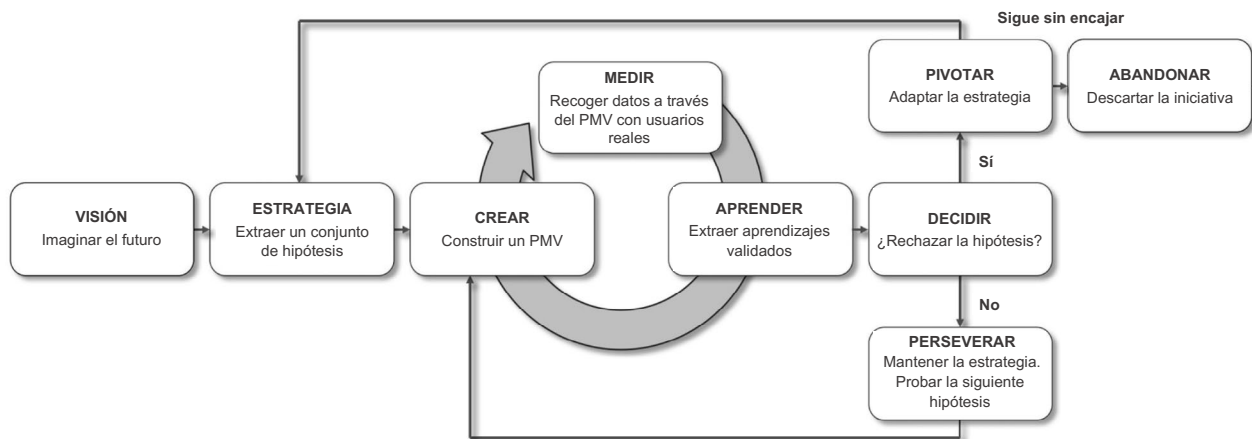 Sigue sin encajar
MEDIR
Recoger datos a través
del PMV con usuarios
reales
PIVOTAR
Adaptar la estrategia
ABANDONAR
Descartar la iniciativa
Sí
VISIÓN
Imaginar el futuro
ESTRATEGIA
Extraer un conjunto
de hipótesis
CREAR
Construir un PMV
APRENDER
Extraer aprendizajes
validados
DECIDIR
¿Rechazar la hipótesis?
No
PERSEVERAR
Mantener la estrategia.
Probar la siguiente
hipótesis